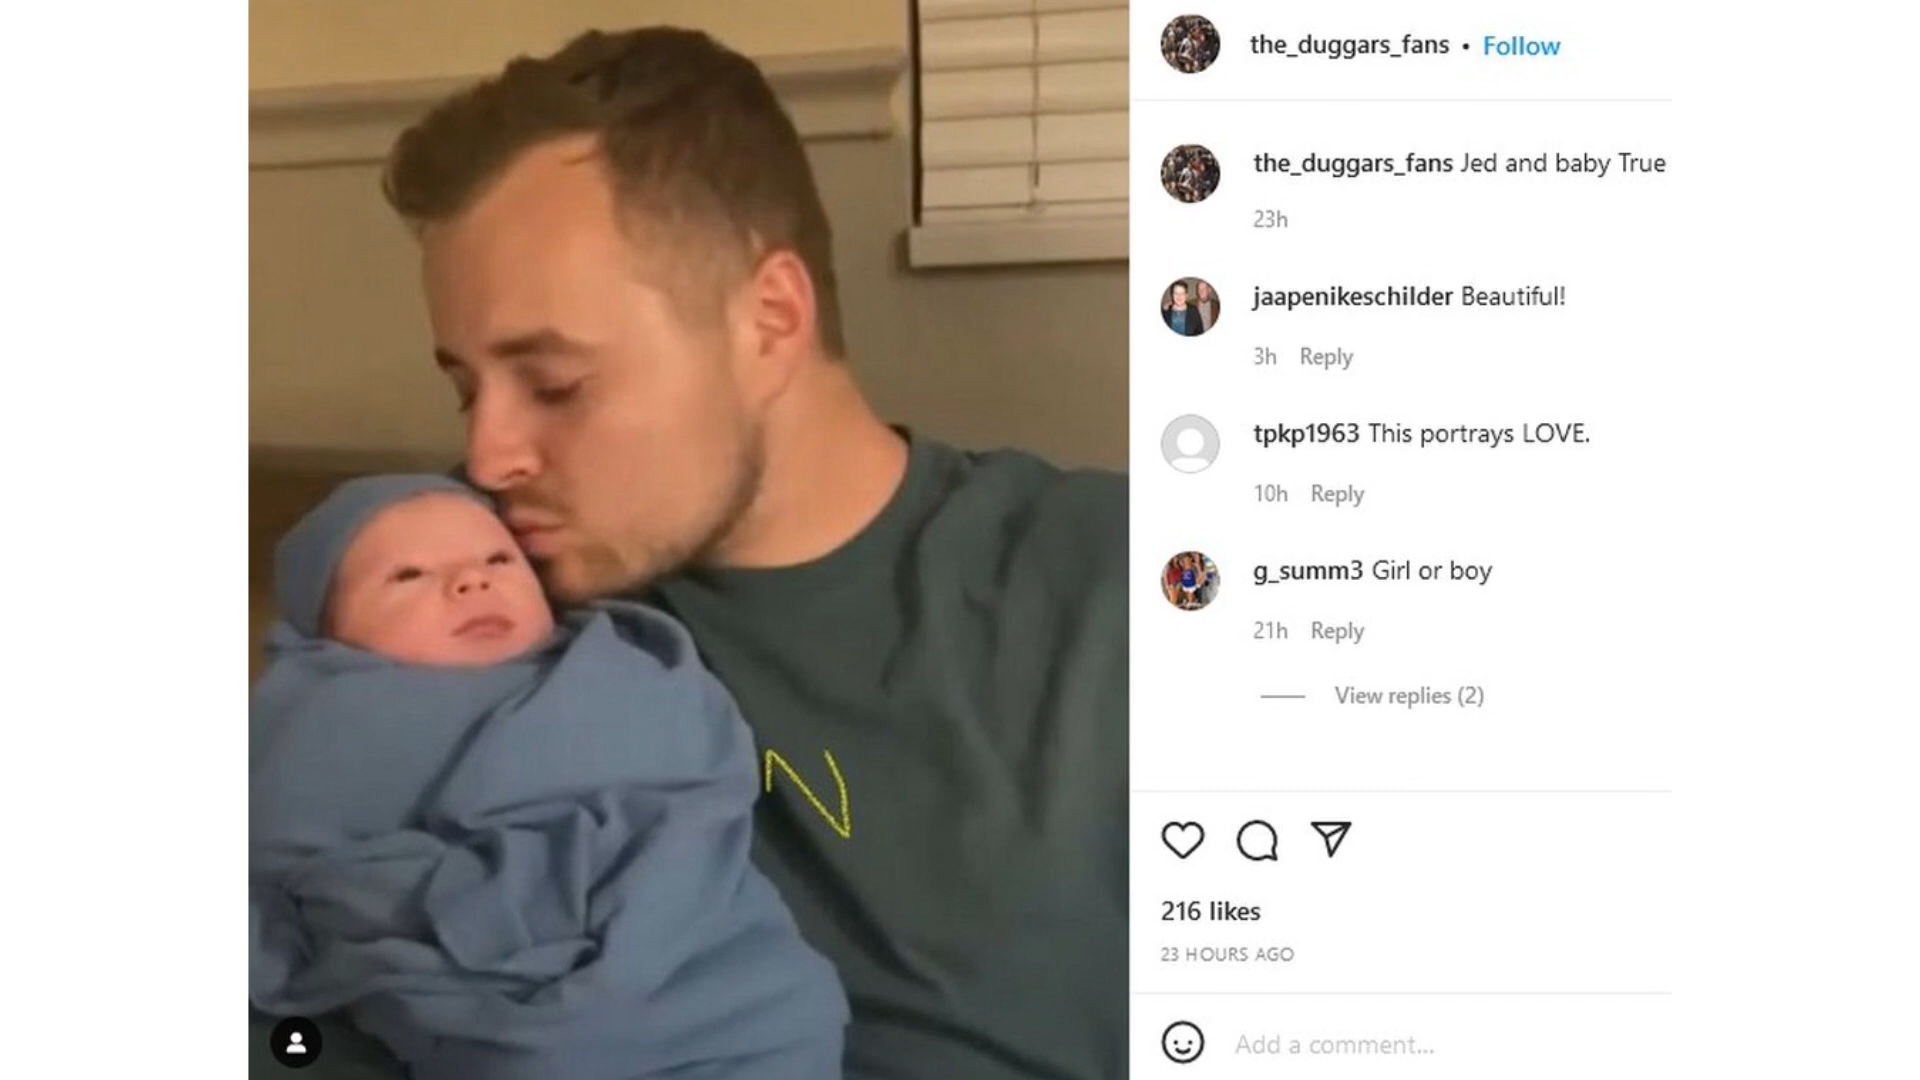 the_duggars_fans • Follow
the_duggars_fans Jed and baby True
23h
jaapenikeschilder Beautiful!
3h Reply
tpkp1963 This portrays LOVE.
10h Reply
g_summ3 Girl or boy
21h Reply
View replies (2)
216 likes
23 HOURS AGO
Add a comment...